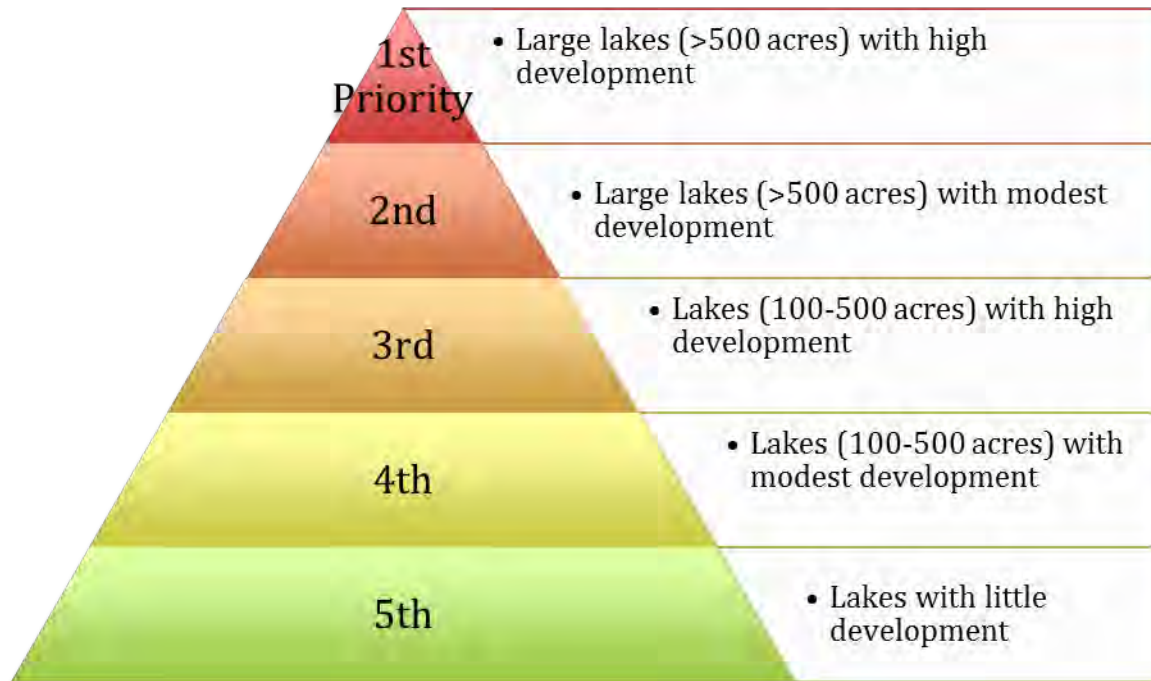 1st
Priority
• Large lakes (>500 acres) with high
development
2nd
• Large lakes (>500 acres) with modest
development
3rd
• Lakes (100-500 acres) with high
development
4th
• Lakes (100-500 acres) with
modest development
5th
• Lakes with little
development